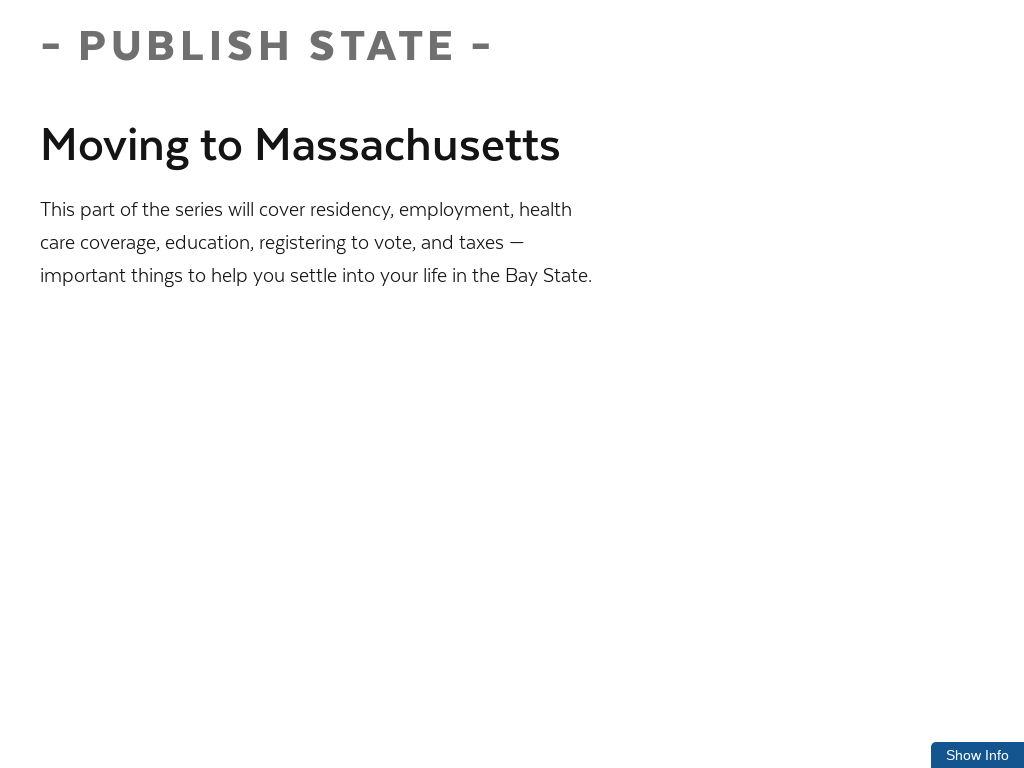 - PUBLISH STATE -
Moving to Massachusetts
This part of the series will cover residency, employment, health
care coverage, education, registering to vote, and taxes —
important things to help you settle into your life in the Bay State.
Show Info